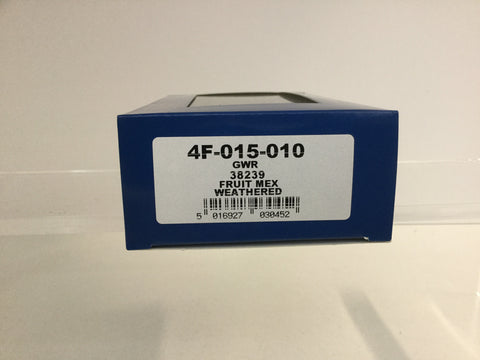 4F-015-010
GWR
38239
FRUIT MEX
WEATHERED
5 016927 030452